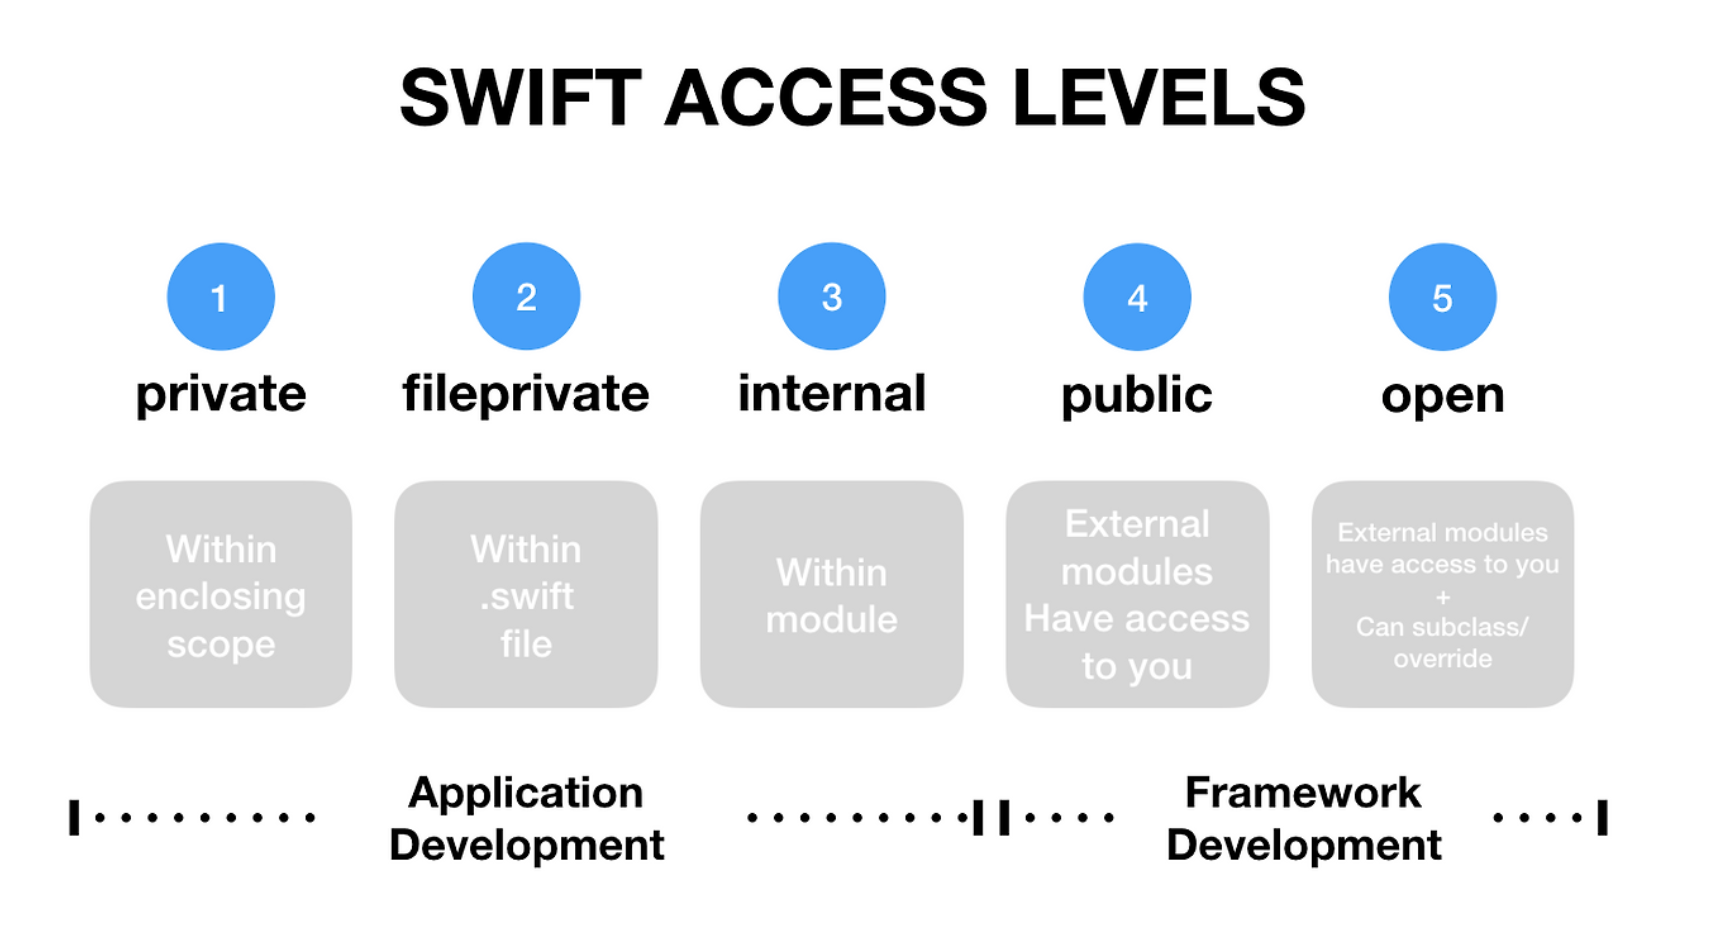 SWIFT ACCESS LEVELS
1
private
Within
enclosing
scope
2
fileprivate
Within
.swift
file
3
internal
Within
module
4
public
External
modules
Have access
to you
5
open
External modules
have access to you
+
Can subclass/
override
Application
Development
Framework
Development